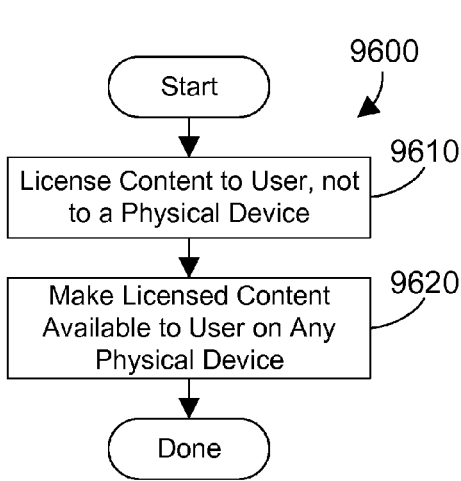 9600
Start
9610
License Content to User, not
to a Physical Device
9620
Make Licensed Content
Available to User on Any
Physical Device
Done